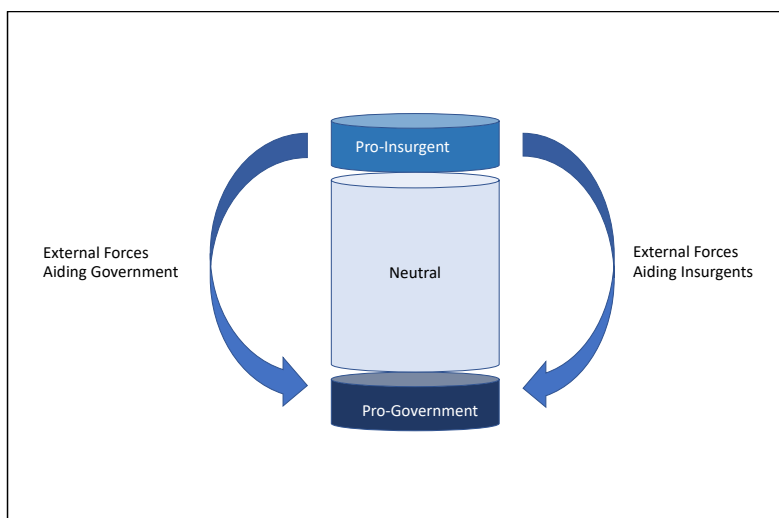 Pro-Insurgent
External Forces
Aiding Government
External Forces
Aiding Insurgents
Neutral
Pro-Government